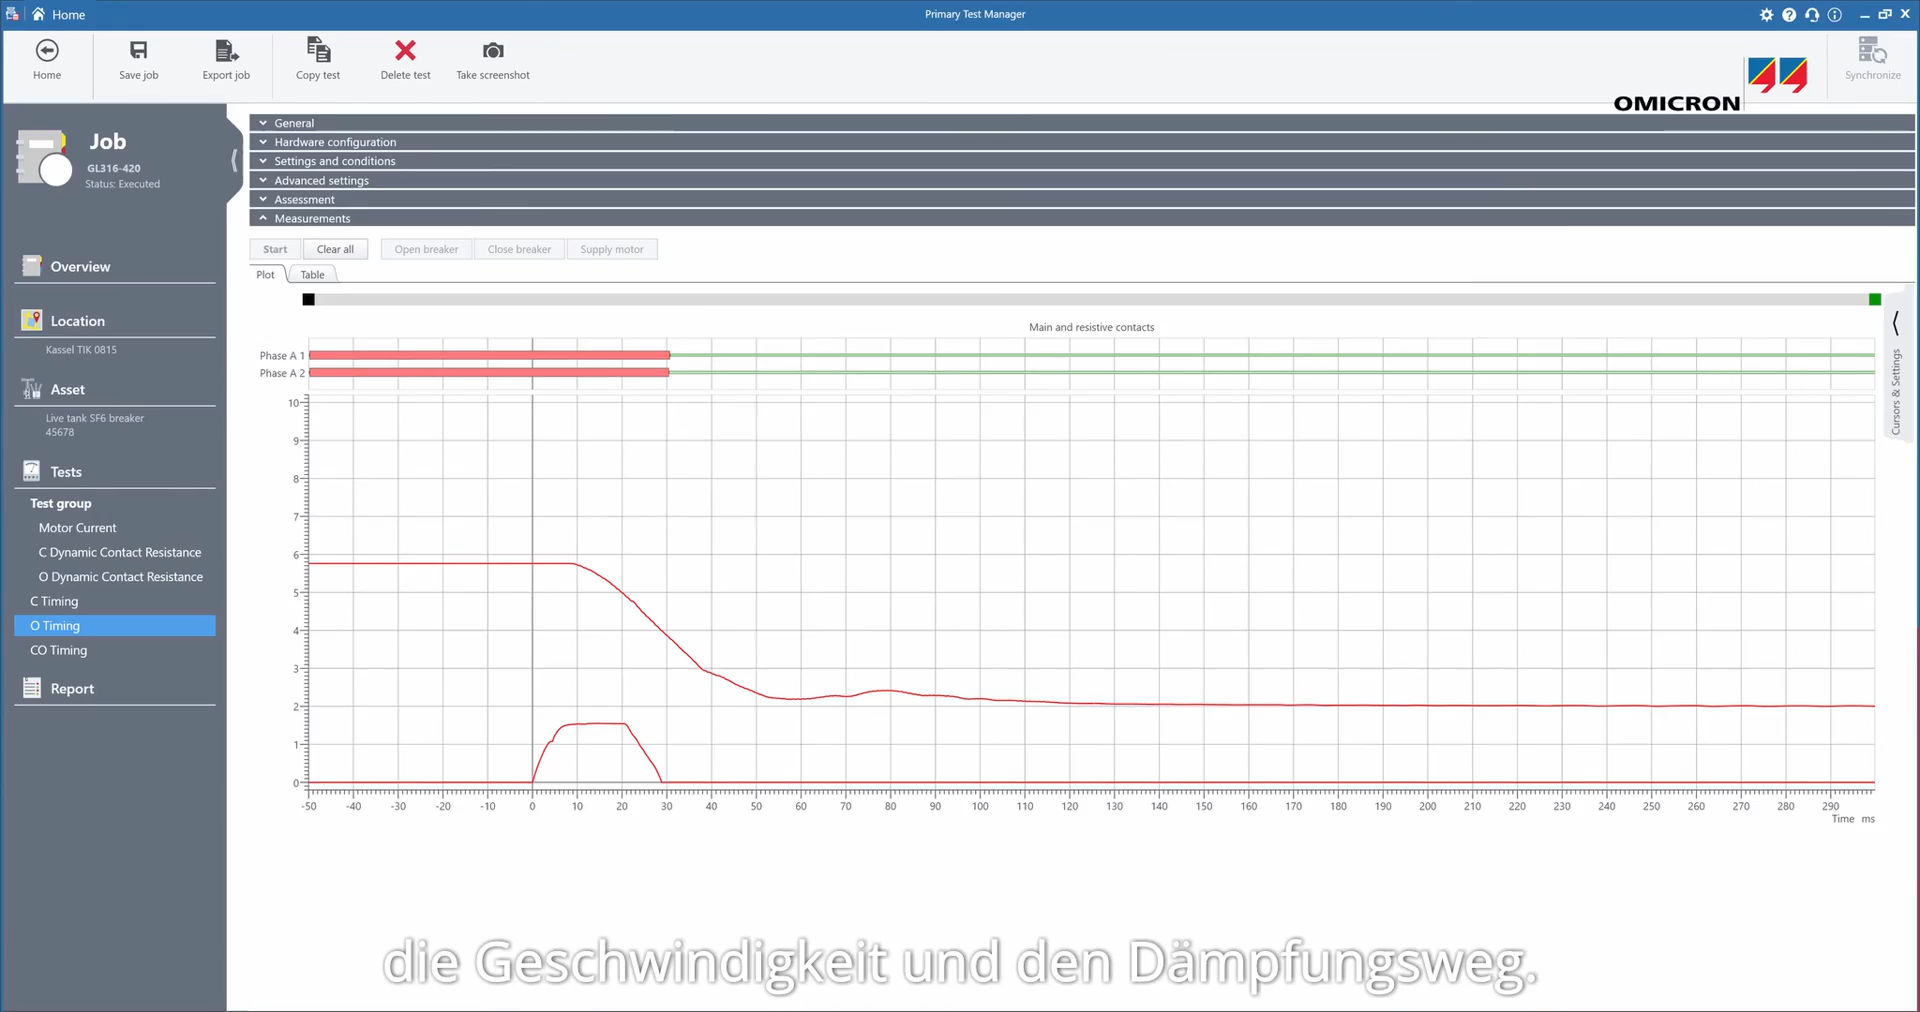 Home
Primary Test Manager
Home
Save job
Export job
Copy test
Delete test
Take screenshot
OMICRON
Synchronize
Job
GL316-420
Status: Executed
Overview
Location
Kassel TIK 0815
Asset
Live tank SF6 breaker
45678
Tests
Test group
Motor Current
C Dynamic Contact Resistance
O Dynamic Contact Resistance
C Timing
O Timing
CO Timing
Report
General
Hardware configuration
Settings and conditions
Advanced settings
Assessment
Measurements
Start
Clear all
Open breaker
Close breaker
Supply motor
Plot
Table
Main and resistive contacts
Phase A 1
Phase A 2
Cursors & Settings
10
9
8
7
6
5
4
3
2
1
0
-50 -40 -30 -20 -10 0 10 20 30 40 50 60 70 80 90 100 110 120 130 140 150 160 170 180 190 200 210 220 230 240 250 260 270 280 290
Time ms
die Geschwindigkeit und den Dämpfungsweg.